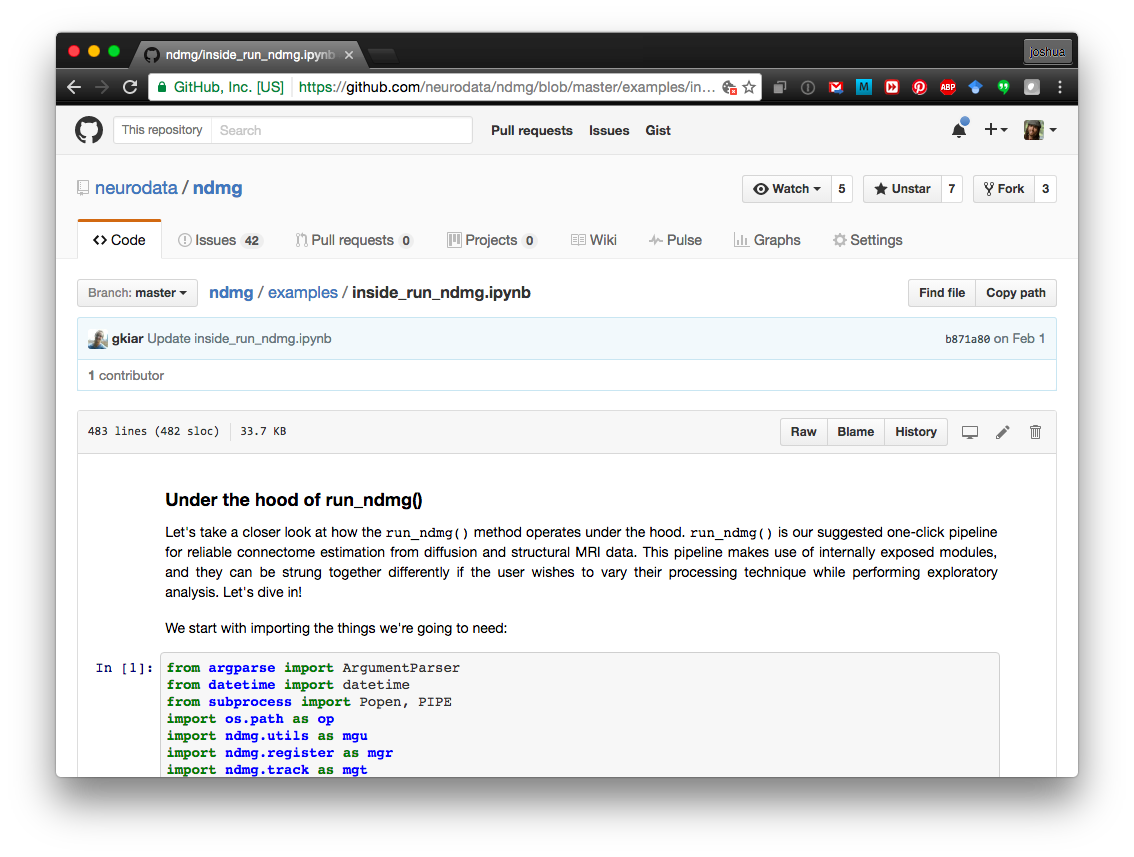 ndmg/inside_run_ndmg.ipynb
joshua
GitHub, Inc. [US] https://github.com/neurodata/ndmg/blob/master/examples/in...
M ABP
This repository Search Pull requests Issues Gist
neurodata / ndmg Watch 5 Unstar 7 Fork 3
Code Issues 42 Pull requests 0 Projects 0 Wiki Pulse Graphs Settings
Branch: master ndmg / examples / inside_run_ndmg.ipynb Find file Copy path
gkiar Update inside_run_ndmg.ipynb b871a80 on Feb 1
1 contributor
483 lines (482 sloc) 33.7 KB Raw Blame History
Under the hood of run_ndmg()
Let's take a closer look at how the run_ndmg() method operates under the hood. run_ndmg() is our suggested one-click pipeline
for reliable connectome estimation from diffusion and structural MRI data. This pipeline makes use of internally exposed modules,
and they can be strung together differently if the user wishes to vary their processing technique while performing exploratory
analysis. Let's dive in!
We start with importing the things we're going to need:
In [1]: from argparse import ArgumentParser
from datetime import datetime
from subprocess import Popen, PIPE
import os.path as op
import ndmg.utils as mgu
import ndmg.register as mgr
import ndmg.track as mgt